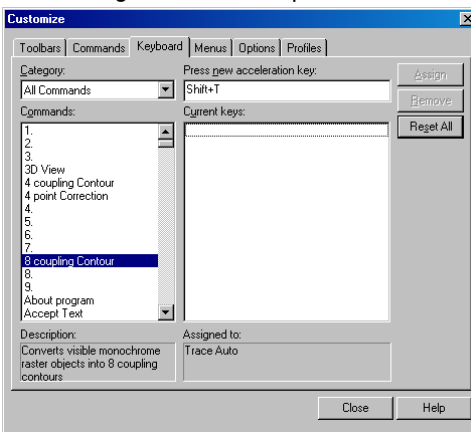 Customize
Toolbars Commands Keyboard Menus Options Profiles
Category:
All Commands
Commands:
1.
2.
3.
3D View
4 coupling Contour
4 point Correction
4.
5.
6.
7.
8 coupling Contour
8.
9.
About program
Accept Text
Description:
Converts visible monochrome
raster objects into 8 coupling
contours
Press new acceleration key:
Shift+T
Current keys:
Assigned to:
Trace Auto
Assign
Remove
Reset All
Close Help